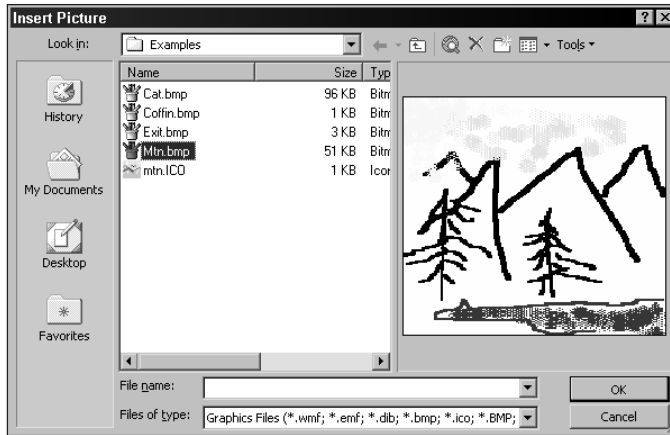 Insert Picture
Look in: Examples Tools
Name Size Typ
Cat.bmp 96 KB Bitm
Coffin.bmp 1 KB Bitm
Exit.bmp 3 KB Bitm
Mtn.bmp 51 KB Bitm
mtn.ICO 1 KB Icon
History
My Documents
Desktop
Favorites
File name:
OK
Files of type: Graphics Files (*.wmf; *.emf; *.dib; *.bmp; *.ico; *.BMP;
Cancel